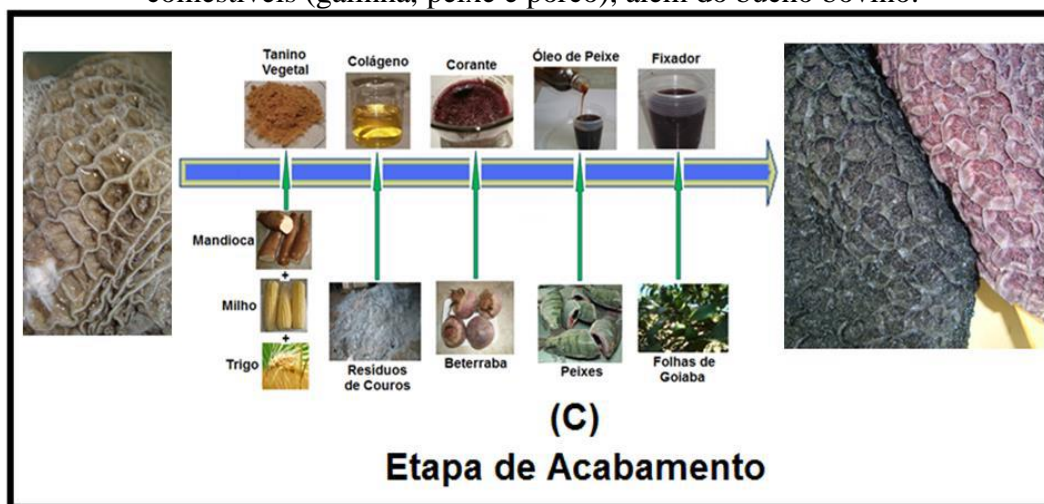 comestíveis (galinha, peixe e porco), além do bucho bovino.
Tanino
Vegetal
Colágeno
Corante
Óleo de Peixe
Fixador
Mandioca
+
Milho
+
Trigo
Resíduos
de Couros
Beterraba
Peixes
Folhas de
Goiaba
(C)
Etapa de Acabamento